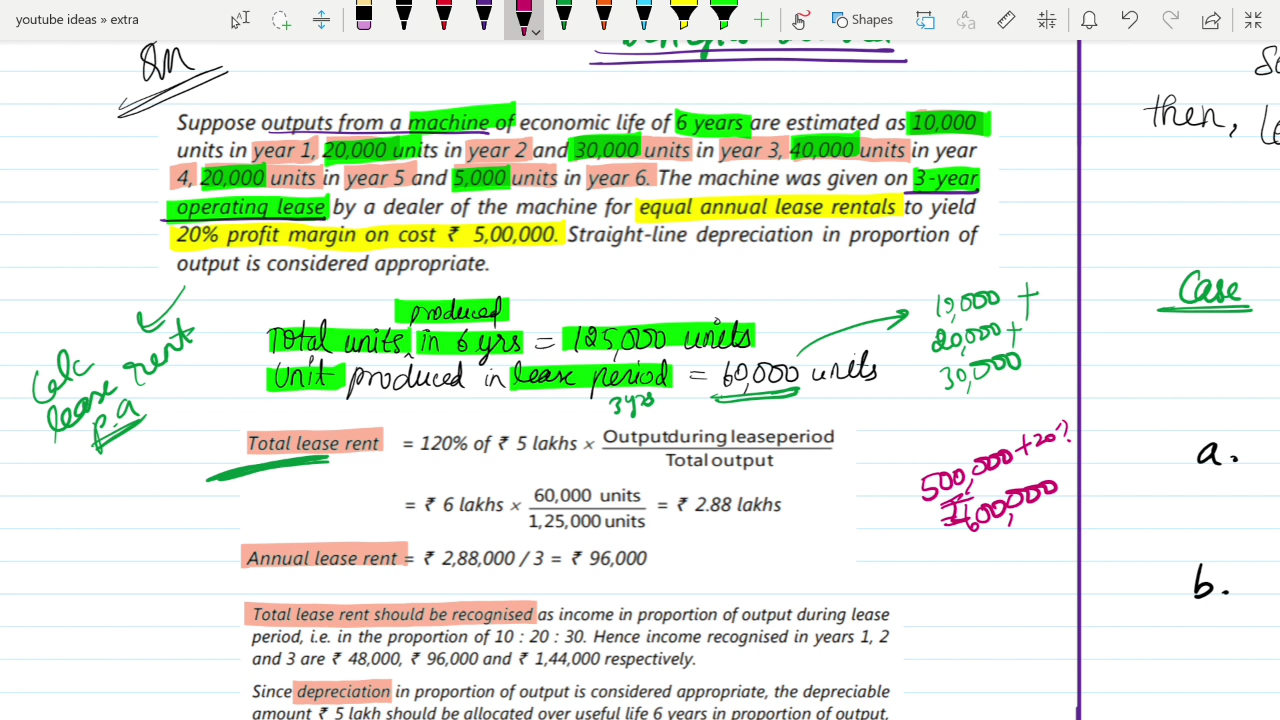 youtube ideas » extra
Shapes
Suppose outputs from a machine of economic life of 6 years are estimated as 10,000
units in year 1, 20,000 units in year 2 and 30,000 units in year 3, 40,000 units in year
4, 20,000 units in year 5 and 5,000 units in year 6. The machine was given on 3-year
operating lease by a dealer of the machine for equal annual lease rentals to yield
20% profit margin on cost ₹ 5,00,000. Straight-line depreciation in proportion of
output is considered appropriate.
then,
Case
calc
lease rent
p.a
produced
Total units in 6 yrs = 125,000 units
Unit produced in lease period = 60,000 units
3 yrs
10,000 +
20,000 +
30,000
Total lease rent = 120% of ₹ 5 lakhs × Outputduring leaseperiod
Totaloutput
= ₹ 6 lakhs × 60,000 units = ₹ 2.88 lakhs
1,25,000 units
500,000 + 20%
600,000
a.
Annual lease rent = ₹ 2,88,000 / 3 = ₹ 96,000
b.
Total lease rent should be recognised as income in proportion of output during lease
period, i.e. in the proportion of 10 : 20 : 30. Hence income recognised in years 1, 2
and 3 are ₹ 48,000, ₹ 96,000 and ₹ 1,44,000 respectively.
Since depreciation in proportion of output is considered appropriate, the depreciable
amount ₹ 5 lakh should be allocated over useful life 6 years in proportion of output,